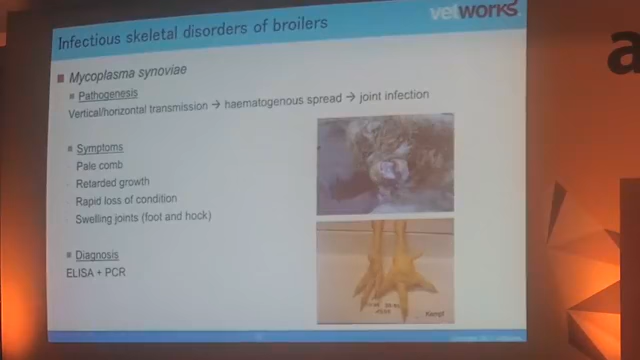 Infectious skeletal disorders of broilers
vetworks
Mycoplasma synoviae
Pathogenesis
Vertical/horizontal transmission → haematogenous spread → joint infection
Symptoms
Pale comb
Retarded growth
Rapid loss of condition
Swelling joints (foot and hock)
Diagnosis
ELISA + PCR
Kempf
a